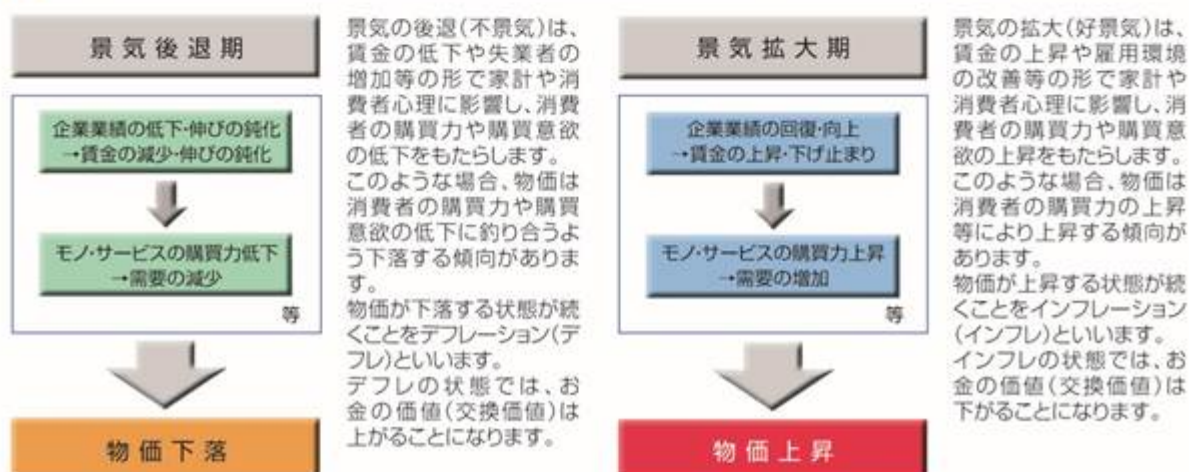 景気後退期
企業業績の低下・伸びの鈍化
→賃金の減少・伸びの鈍化
モノ・サービスの購買力低下
→需要の減少
等
物価下落
景気の後退(不景気)は、
賃金の低下や失業者の
増加等の形で家計や消
費者心理に影響し、消費
者の購買力や購買意欲
の低下をもたらします。
このような場合、物価は
消費者の購買力や購買
意欲の低下に釣り合うよ
う下落する傾向がありま
す。
物価が下落する状態が続
くことをデフレーション(デ
フレ)といいます。
デフレの状態では、お
金の価値(交換価値)は
上がることになります。
景気拡大期
企業業績の回復・向上
→賃金の上昇・下げ止まり
モノ・サービスの購買力上昇
→需要の増加
等
物価上昇
景気の拡大(好景気)は、
賃金の上昇や雇用環境
の改善等の形で家計や
消費者心理に影響し、消
費者の購買力や購買意
欲の上昇をもたらします。
このような場合、物価は
消費者の購買力の上昇
等により上昇する傾向が
あります。
物価が上昇する状態が続
くことをインフレーション
(インフレ)といいます。
インフレの状態では、お
金の価値(交換価値)は
下がることになります。